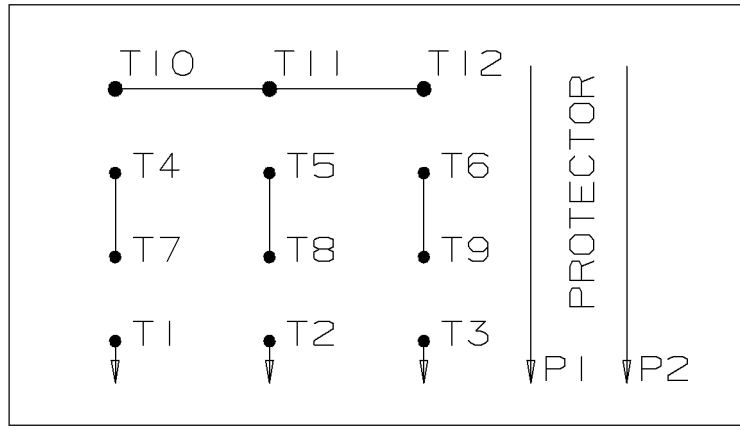 T10 T11 T12
T4 T5 T6
T7 T8 T9
T1 T2 T3
PROTECTOR
P1 P2